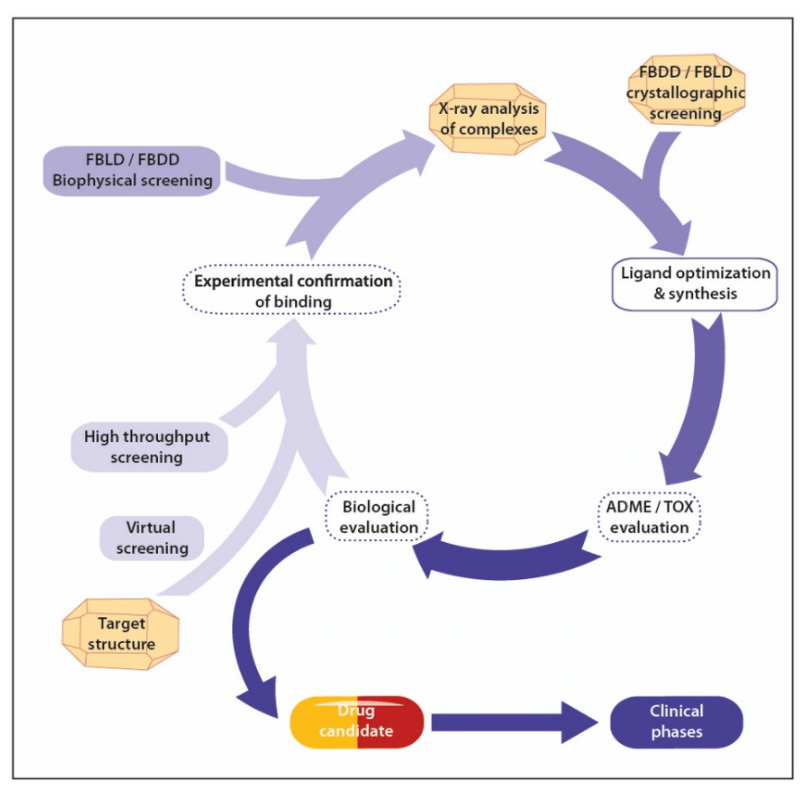 FBDD / FBLD
crystallographic
screening
X-ray analysis
of complexes
FBLD / FBDD
Biophysical screening
Experimental confirmation
of binding
Ligand optimization
& synthesis
High throughput
screening
Virtual
screening
Biological
evaluation
ADME / TOX
evaluation
Target
structure
Drug
candidate
Clinical
phases